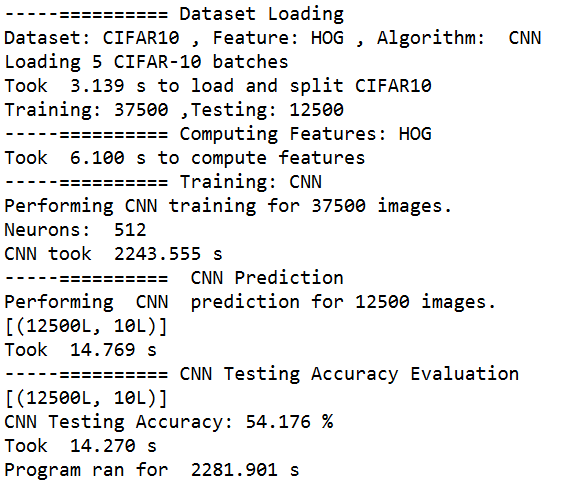 -----========== Dataset Loading
Dataset: CIFAR10 , Feature: HOG , Algorithm:  CNN
Loading 5 CIFAR-10 batches
Took  3.139 s to load and split CIFAR10
Training: 37500 ,Testing: 12500
-----========== Computing Features: HOG
Took  6.100 s to compute features
-----========== Training: CNN
Performing CNN training for 37500 images.
Neurons:  512
CNN took  2243.555 s
-----==========  CNN Prediction
Performing  CNN  prediction for 12500 images.
[(12500L, 10L)]
Took  14.769 s
-----========== CNN Testing Accuracy Evaluation
[(12500L, 10L)]
CNN Testing Accuracy: 54.176 %
Took  14.270 s
Program ran for  2281.901 s